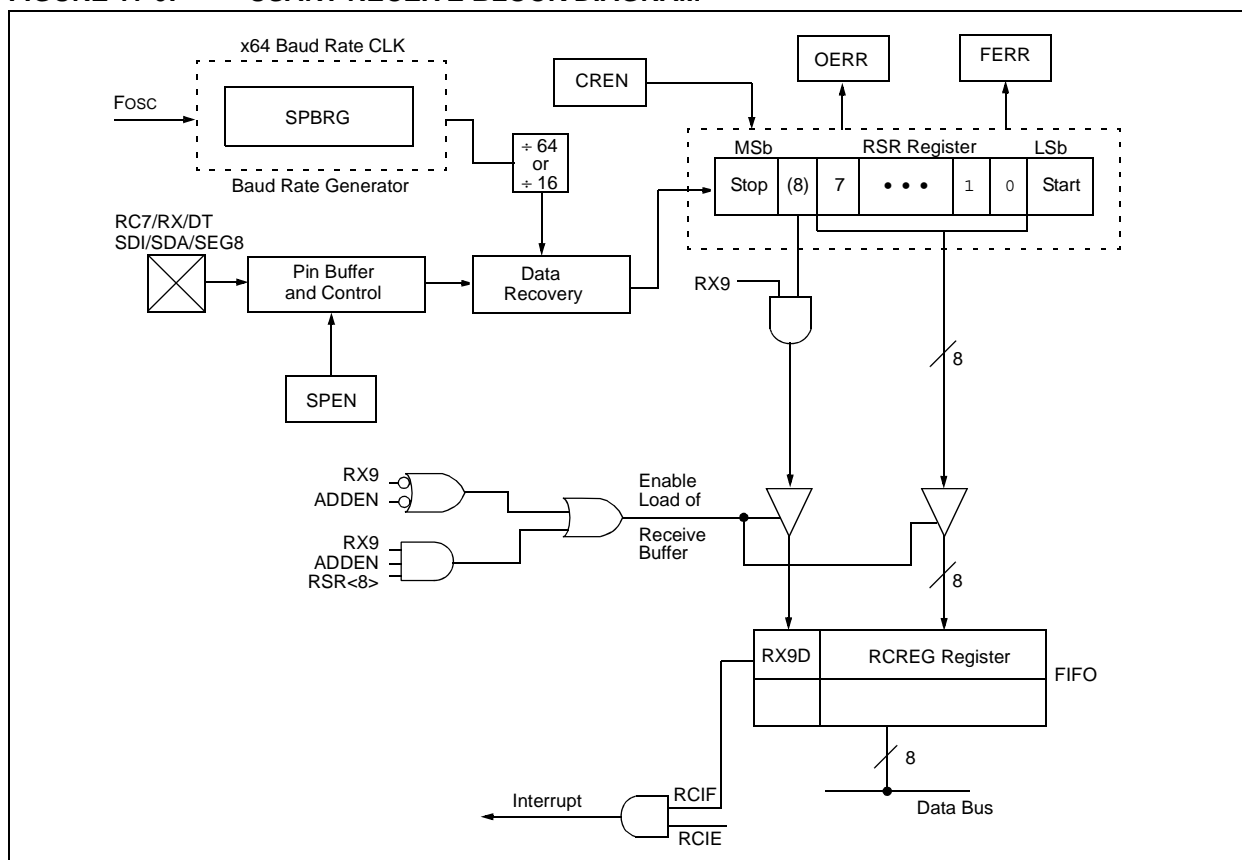 x64 Baud Rate CLK
FOSC
SPBRG
Baud Rate Generator
÷ 64
or
÷ 16
CREN
OERR
FERR
MSb
RSR Register
LSb
Stop (8) 7 • • • 1 0 Start
RC7/RX/DT
SDI/SDA/SEG8
Pin Buffer
and Control
Data
Recovery
SPEN
RX9
8
RX9
ADDEN
RX9
ADDEN
RSR<8>
Enable
Load of
Receive
Buffer
8
RX9D
RCREG Register
FIFO
8
Data Bus
Interrupt
RCIF
RCIE